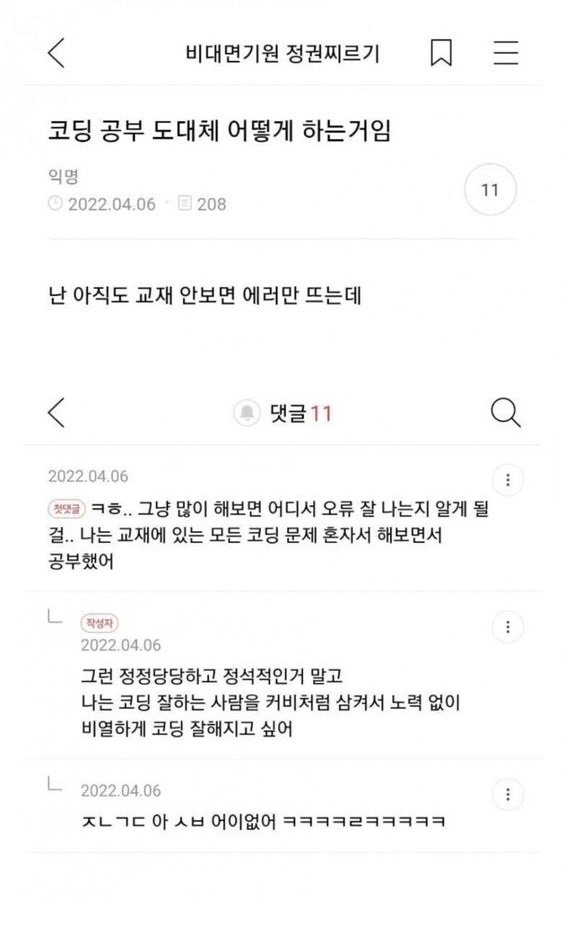 비대면기원 정권찌르기
코딩 공부 도대체 어떻게 하는거임
익명
2022.04.06 · 208
11
난 아직도 교재 안보면 에러만 뜨는데
댓글 11
2022.04.06
첫댓글 ㅋㅎ.. 그냥 많이 해보면 어디서 오류 잘 나는지 알게 될
걸.. 나는 교재에 있는 모든 코딩 문제 혼자서 해보면서
공부했어
작성자
2022.04.06
그런 정정당당하고 정석적인거 말고
나는 코딩 잘하는 사람을 커비처럼 삼켜서 노력 없이
비열하게 코딩 잘해지고 싶어
2022.04.06
ㅈㄴㄱㄷ 아 ㅅㅂ 어이없어 ㅋㅋㅋㅋㄹㅋㅋㅋㅋㅋ